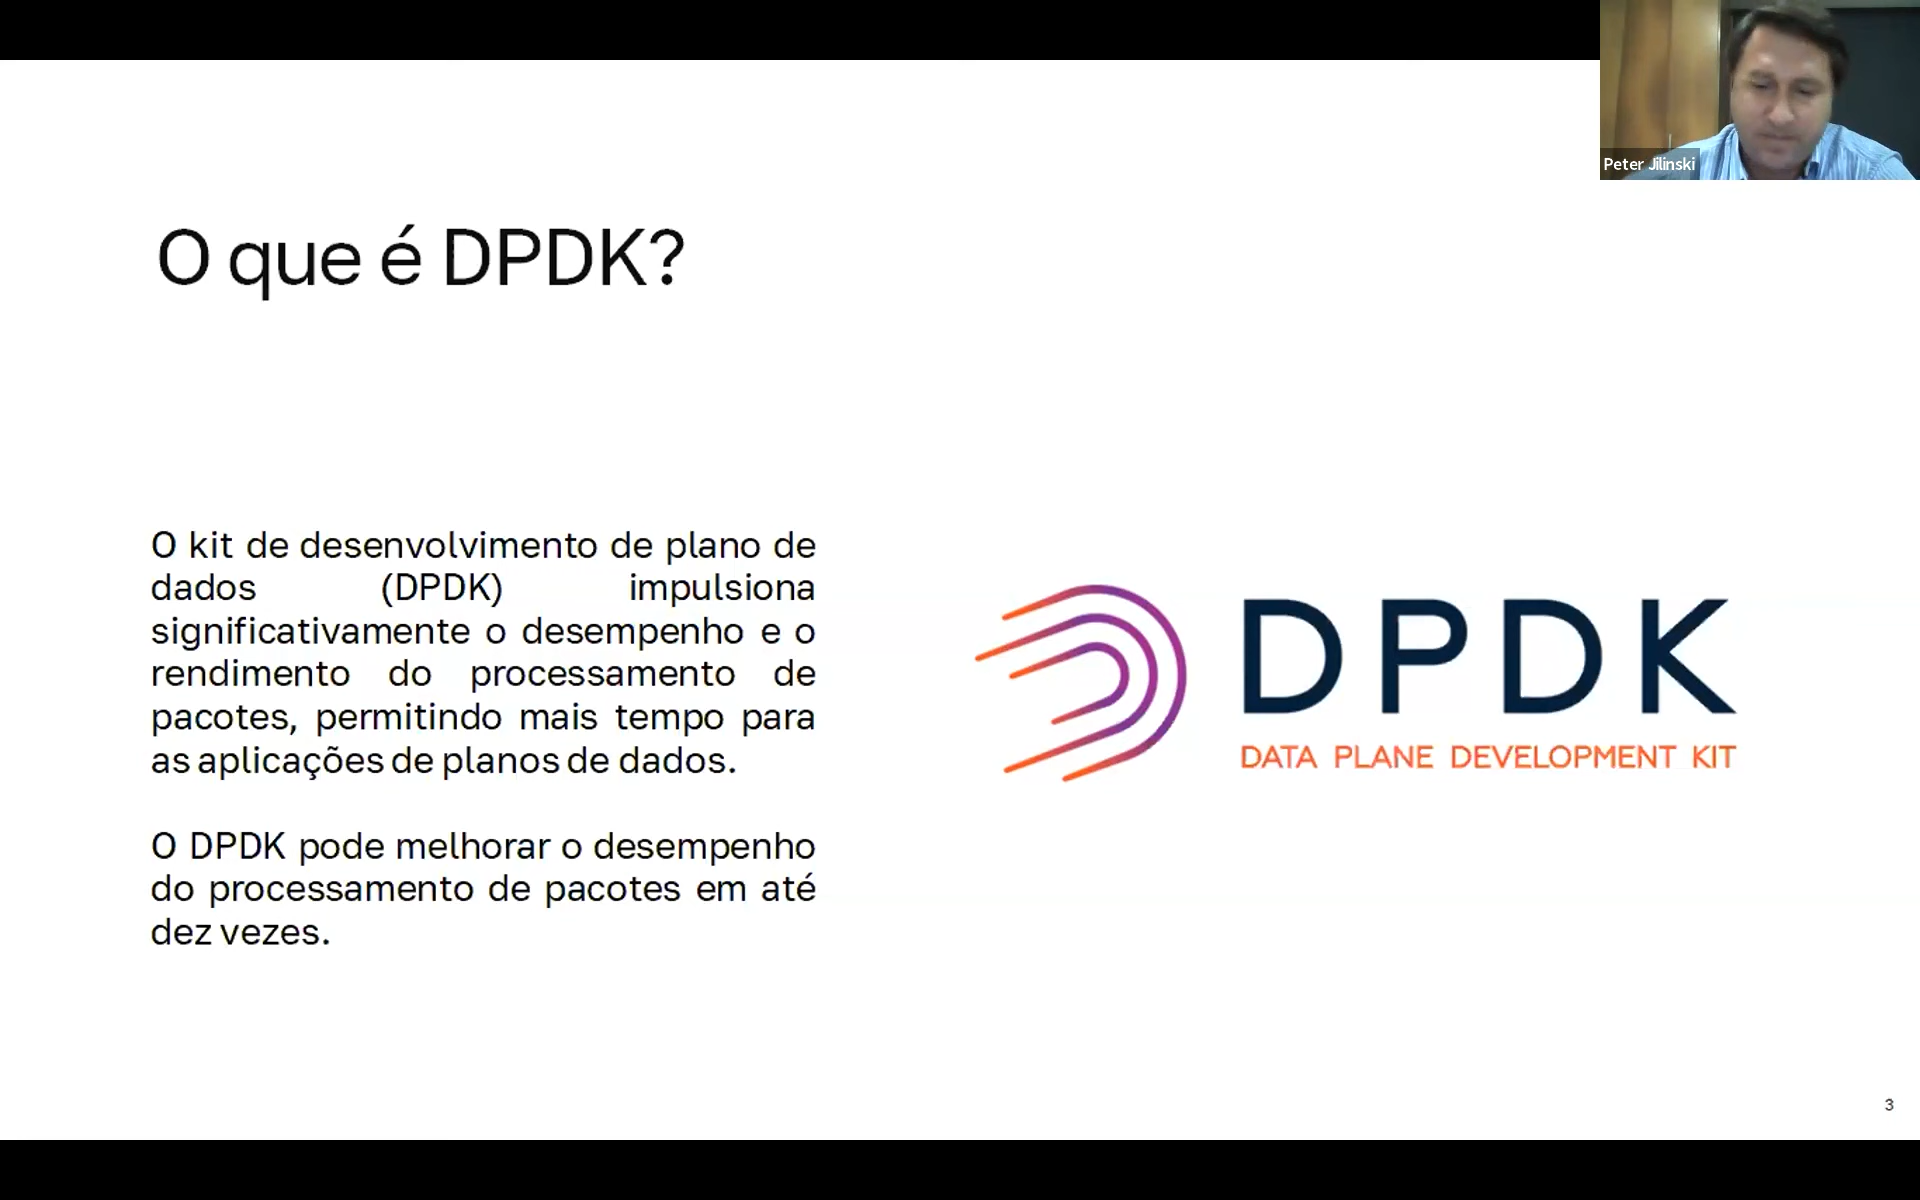 Peter Jilinski
O que é DPDK?
O kit de desenvolvimento de plano de
dados (DPDK) impulsiona
significativamente o desempenho e o
rendimento do processamento de
pacotes, permitindo mais tempo para
as aplicações de planos de dados.
O DPDK pode melhorar o desempenho
do processamento de pacotes em até
dez vezes.
DPDK
DATA PLANE DEVELOPMENT KIT
3